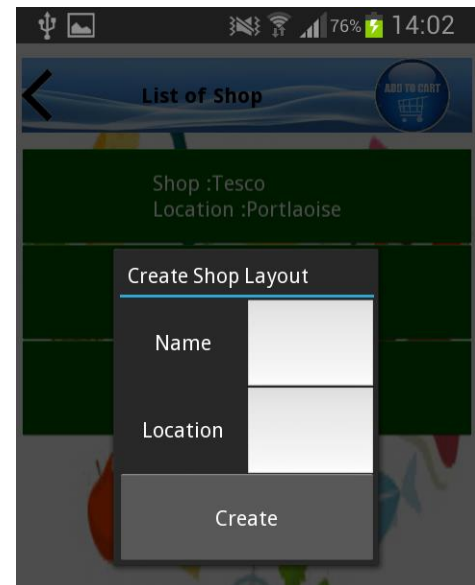 76% 14:02
List of Shop
ADD TO CART
Shop :Tesco
Location :Portlaoise
Create Shop Layout
Name
Location
Create